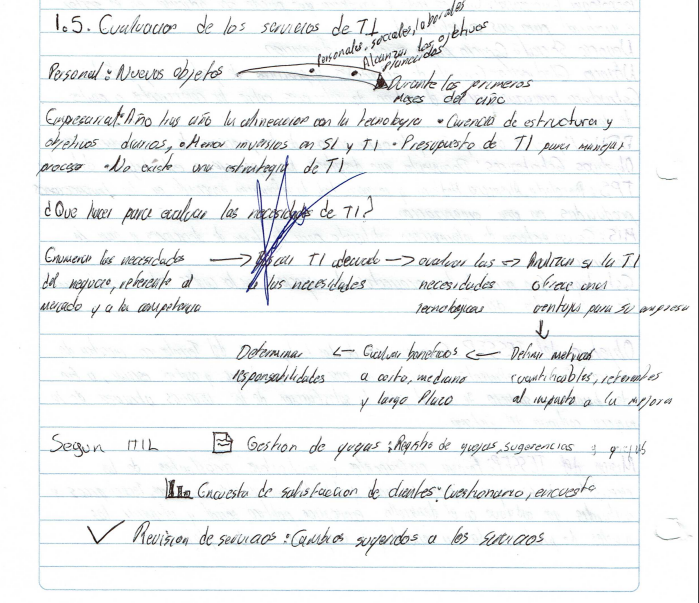 1.5. Evaluacion de los servicios de TI
Personales, sociales, laborales
Alcanzar los objetivos
planeados
Personal: Nuevos objetos
Durante los primeros
meses del año
Empresarial: Año tras año la alineacion con la tecnologia • Carencia de estructura y
objetivos diarios, • Menor inversion en SI y TI • Presupuesto de TI para manejar
procesos • No existe una estrategia de TI
¿Que hacer para evaluar las necesidades de TI?
Enumerar las necesidades → Buscar TI adecuado → evaluar las ⇒ Analizar si la TI
del negocio, referente al a las necesidades necesidades ofrece una
mercado y a la competencia tecnologicas ventaja para su empresa
Determinar ← Evaluar beneficios ← Definir metricas
responsabilidades a corto, mediano cuantificables, referentes
y largo Plazo al impacto a la mejora
Segun ITIL Gestion de quejas: Registro de quejas, sugerencias
Encuesta de satisfaccion de clientes: Cuestionario, encuesta
Revision de servicios: Cambios sugeridos a los servicios